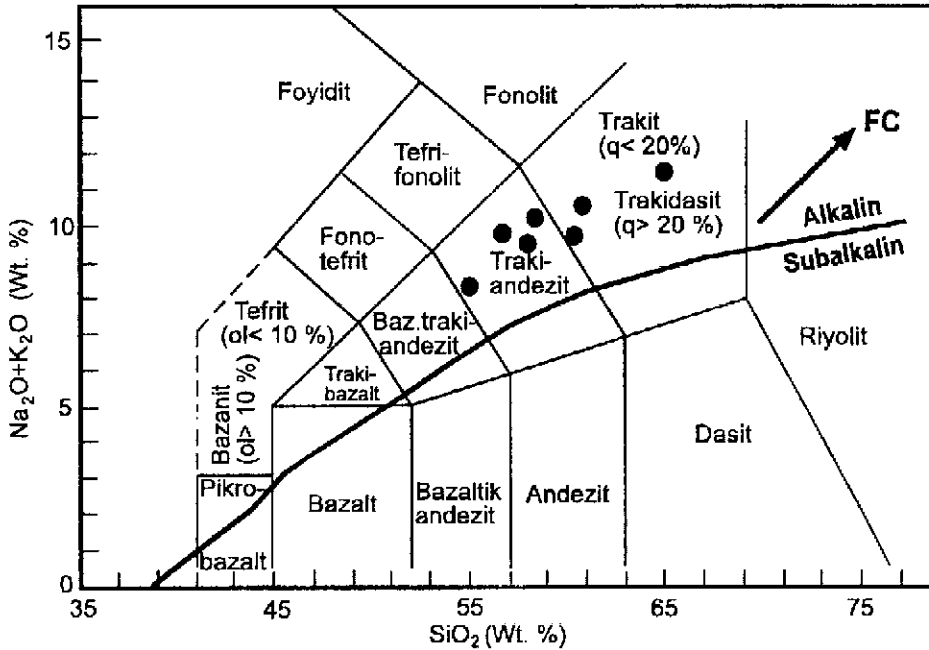 15
10
5
0
Na₂O+K₂O (Wt. %)
35
45
55
65
75
SiO₂ (Wt. %)
Foyidit
Fonolit
Trakit
(q< 20%)
FC
Tefri-
fonolit
Trakidasit
(q> 20 %)
Alkalin
Subalkalin
Fono-
tefrit
Traki-
andezit
Tefrit
(ol< 10 %)
Baz.traki-
andezit
Riyolit
Traki-
bazalt
Bazanit
(ol> 10 %)
Dasit
Pikro-
bazalt
Bazalt
Bazaltik
andezit
Andezit